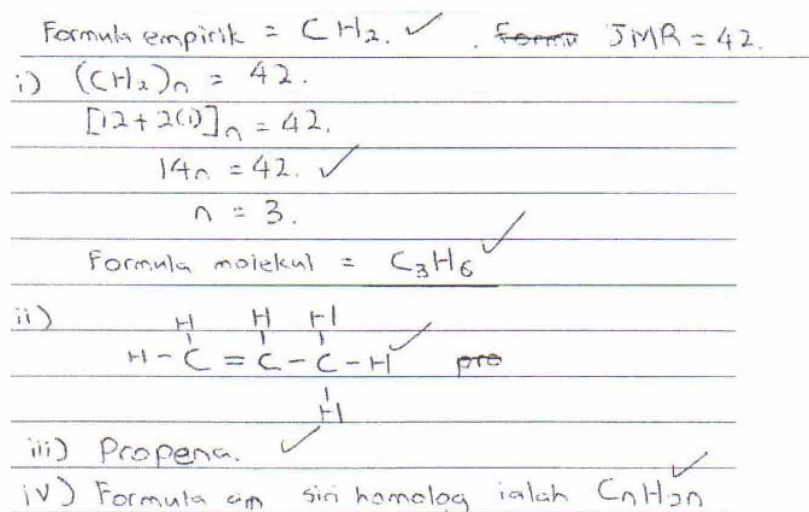 Formula empirik = CH₂. ✓ . Formu JMR = 42.
i) (CH₂)n = 42.
[12+2(1)]n = 42.
14n = 42. ✓
n = 3.
Formula molekul = C₃H₆ ✓
ii)
H H H
H - C = C - C - H ✓ pro
H
iii) Propena. ✓
iv) Formula am siri homolog ialah CnH2n ✓